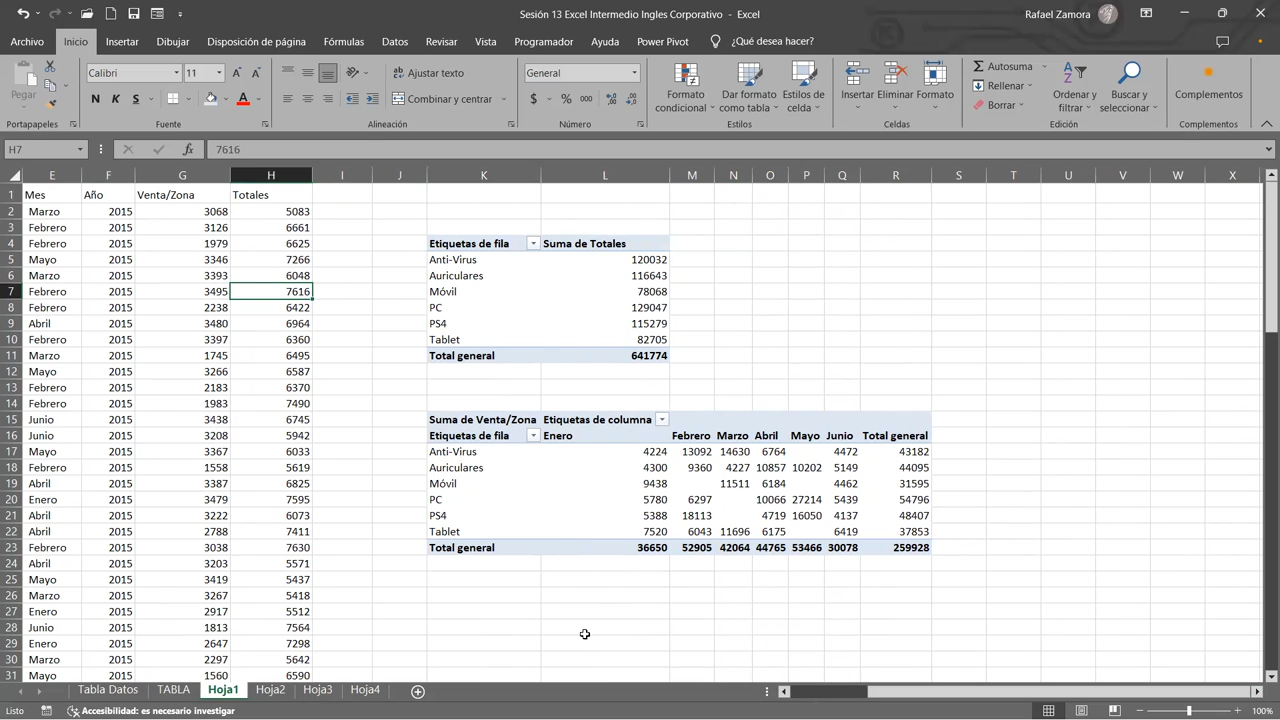 Sesión 13 Excel Intermedio Ingles Corporativo - Excel
Rafael Zamora
Archivo Inicio Insertar Dibujar Disposición de página Fórmulas Datos Revisar Vista Programador Ayuda Power Pivot ¿Qué desea hacer?
Pegar
Calibri 11
N K S
Ajustar texto
Combinar y centrar
General
$ % 000
Formato condicional
Dar formato como tabla
Estilos de celda
Insertar Eliminar Formato
Autosuma
Rellenar
Borrar
Ordenar y filtrar
Buscar y seleccionar
Complementos
Portapapeles Fuente Alineación Número Estilos Celdas Edición Complementos
H7 fx 7616
E F G H I J K L M N O P Q R S T U V W X
1 Mes Año Venta/Zona Totales
2 Marzo 2015 3068 5083
3 Febrero 2015 3126 6661
4 Febrero 2015 1979 6625 Etiquetas de fila Suma de Totales
5 Mayo 2015 3346 7266 Anti-Virus 120032
6 Marzo 2015 3393 6048 Auriculares 116643
7 Febrero 2015 3495 7616 Móvil 78068
8 Febrero 2015 2238 6422 PC 129047
9 Abril 2015 3480 6964 PS4 115279
10 Febrero 2015 3397 6360 Tablet 82705
11 Marzo 2015 1745 6495 Total general 641774
12 Mayo 2015 3266 6587
13 Febrero 2015 2183 6370
14 Febrero 2015 1983 7490
15 Junio 2015 3438 6745 Suma de Venta/Zona Etiquetas de columna
16 Junio 2015 3208 5942 Etiquetas de fila Enero Febrero Marzo Abril Mayo Junio Total general
17 Mayo 2015 3367 6033 Anti-Virus 4224 13092 14630 6764 4472 43182
18 Febrero 2015 1558 5619 Auriculares 4300 9360 4227 10857 10202 5149 44095
19 Abril 2015 3387 6825 Móvil 9438 11511 6184 4462 31595
20 Enero 2015 3479 7595 PC 5780 6297 10066 27214 5439 54796
21 Abril 2015 3222 6073 PS4 5388 18113 4719 16050 4137 48407
22 Abril 2015 2788 7411 Tablet 7520 6043 11696 6175 6419 37853
23 Febrero 2015 3038 7630 Total general 36650 52905 42064 44765 53466 30078 259928
24 Abril 2015 3203 5571
25 Mayo 2015 3419 5437
26 Marzo 2015 3267 5418
27 Enero 2015 2917 5512
28 Junio 2015 1813 7564
29 Enero 2015 2647 7298
30 Marzo 2015 2297 5642
31 Mayo 2015 1560 6590
Tabla Datos TABLA Hoja1 Hoja2 Hoja3 Hoja4
Listo Accesibilidad: es necesario investigar 100%